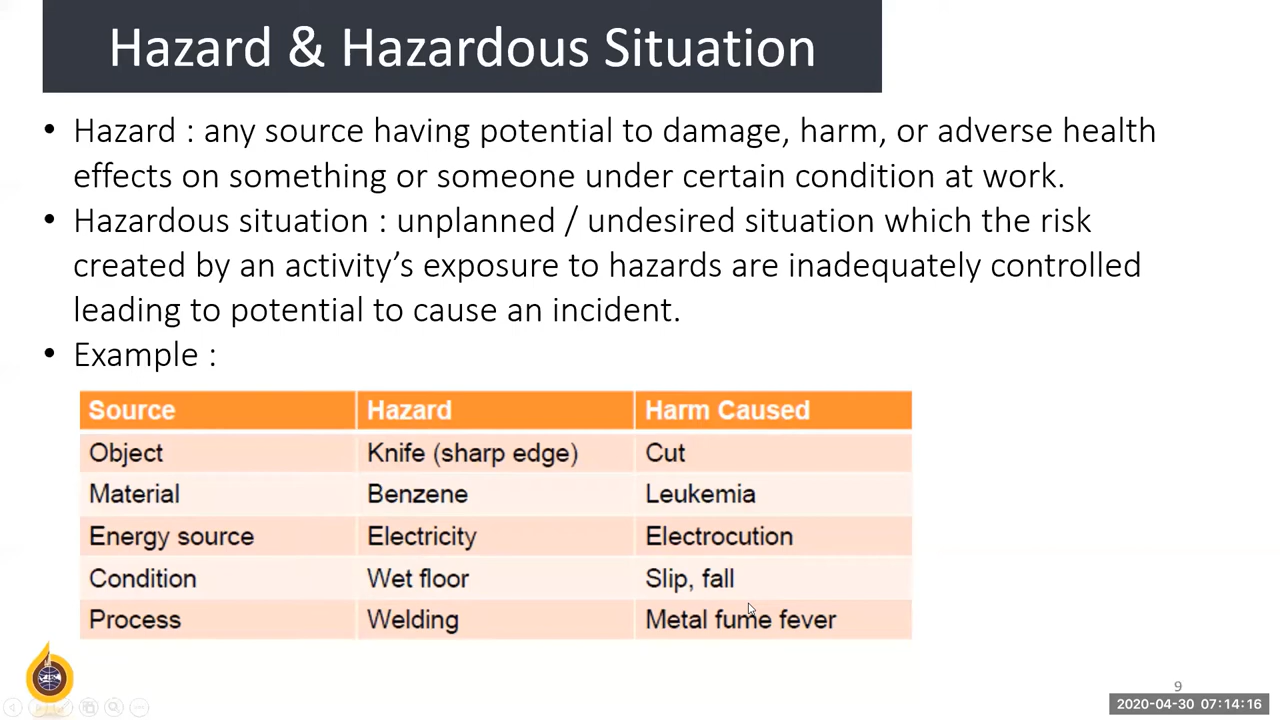 Hazard & Hazardous Situation
• Hazard : any source having potential to damage, harm, or adverse health
effects on something or someone under certain condition at work.
• Hazardous situation : unplanned / undesired situation which the risk
created by an activity’s exposure to hazards are inadequately controlled
leading to potential to cause an incident.
• Example :
Source Hazard Harm Caused
Object Knife (sharp edge) Cut
Material Benzene Leukemia
Energy source Electricity Electrocution
Condition Wet floor Slip, fall
Process Welding Metal fume fever
9
2020-04-30 07:14:16